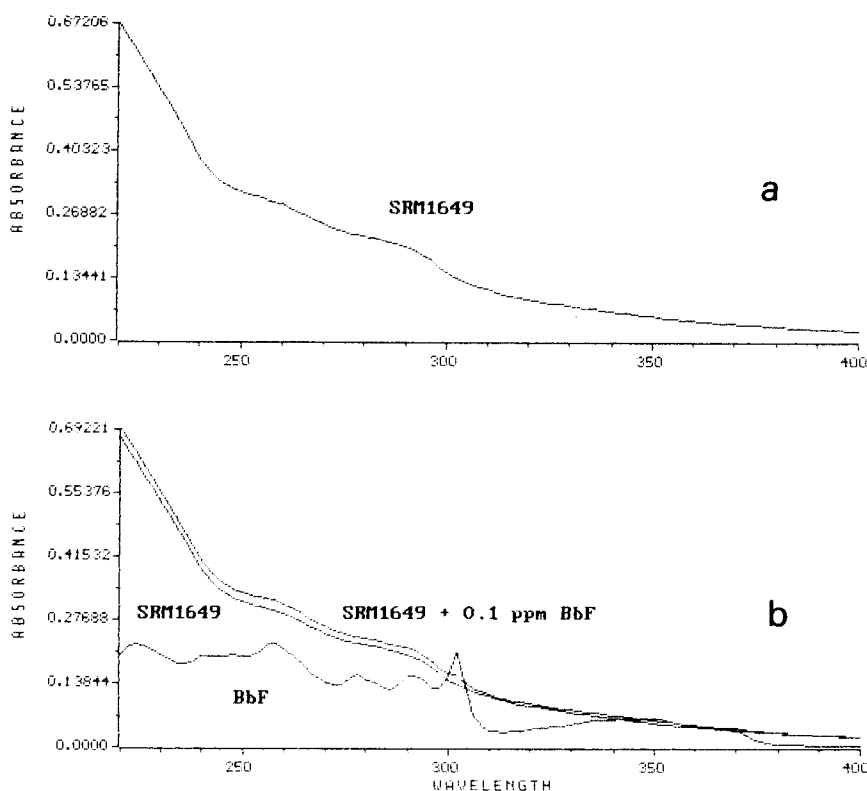 0.67206
0.53765
0.40323
0.26882
0.13441
0.0000
ABSORBANCE
SRM1649
a
250
300
350
400
0.69221
0.55376
0.41532
0.27688
0.13844
0.0000
ABSORBANCE
SRM1649
SRM1649 + 0.1 ppm BbF
BbF
b
250
300
350
400
WAVELENGTH